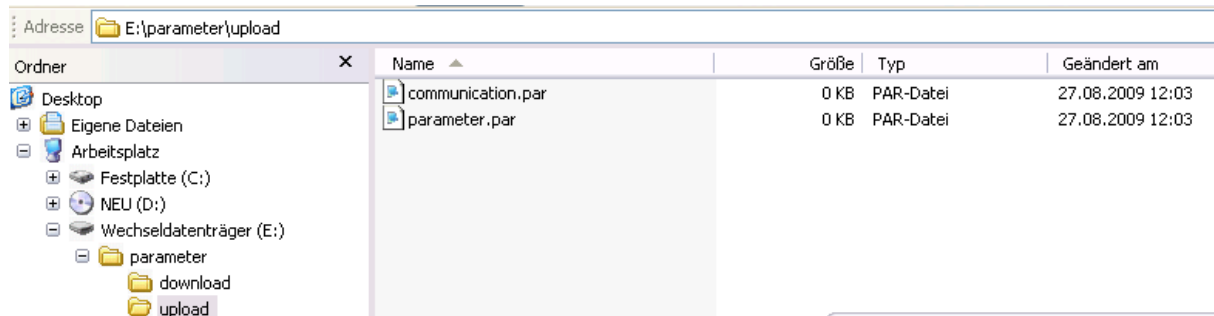 Adresse E:\parameter\upload
Ordner
Desktop
Eigene Dateien
Arbeitsplatz
Festplatte (C:)
NEU (D:)
Wechseldatenträger (E:)
parameter
download
upload
Name Größe Typ Geändert am
communication.par 0 KB PAR-Datei 27.08.2009 12:03
parameter.par 0 KB PAR-Datei 27.08.2009 12:03